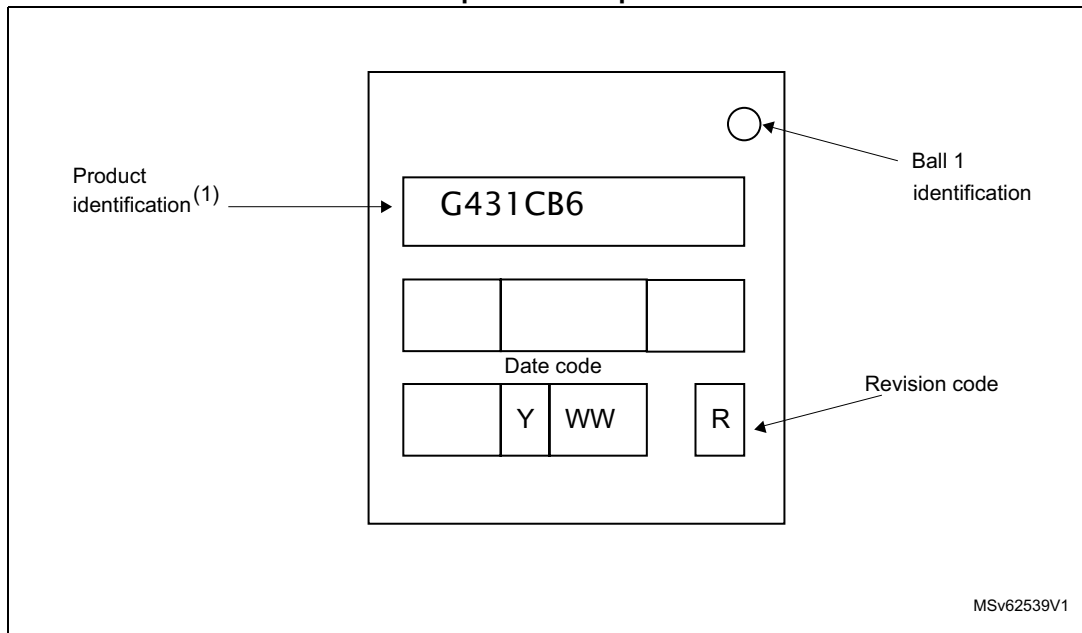 Ball 1
identification
Product
identification(1)
G431CB6
Date code
Y WW R
Revision code
MSv62539V1